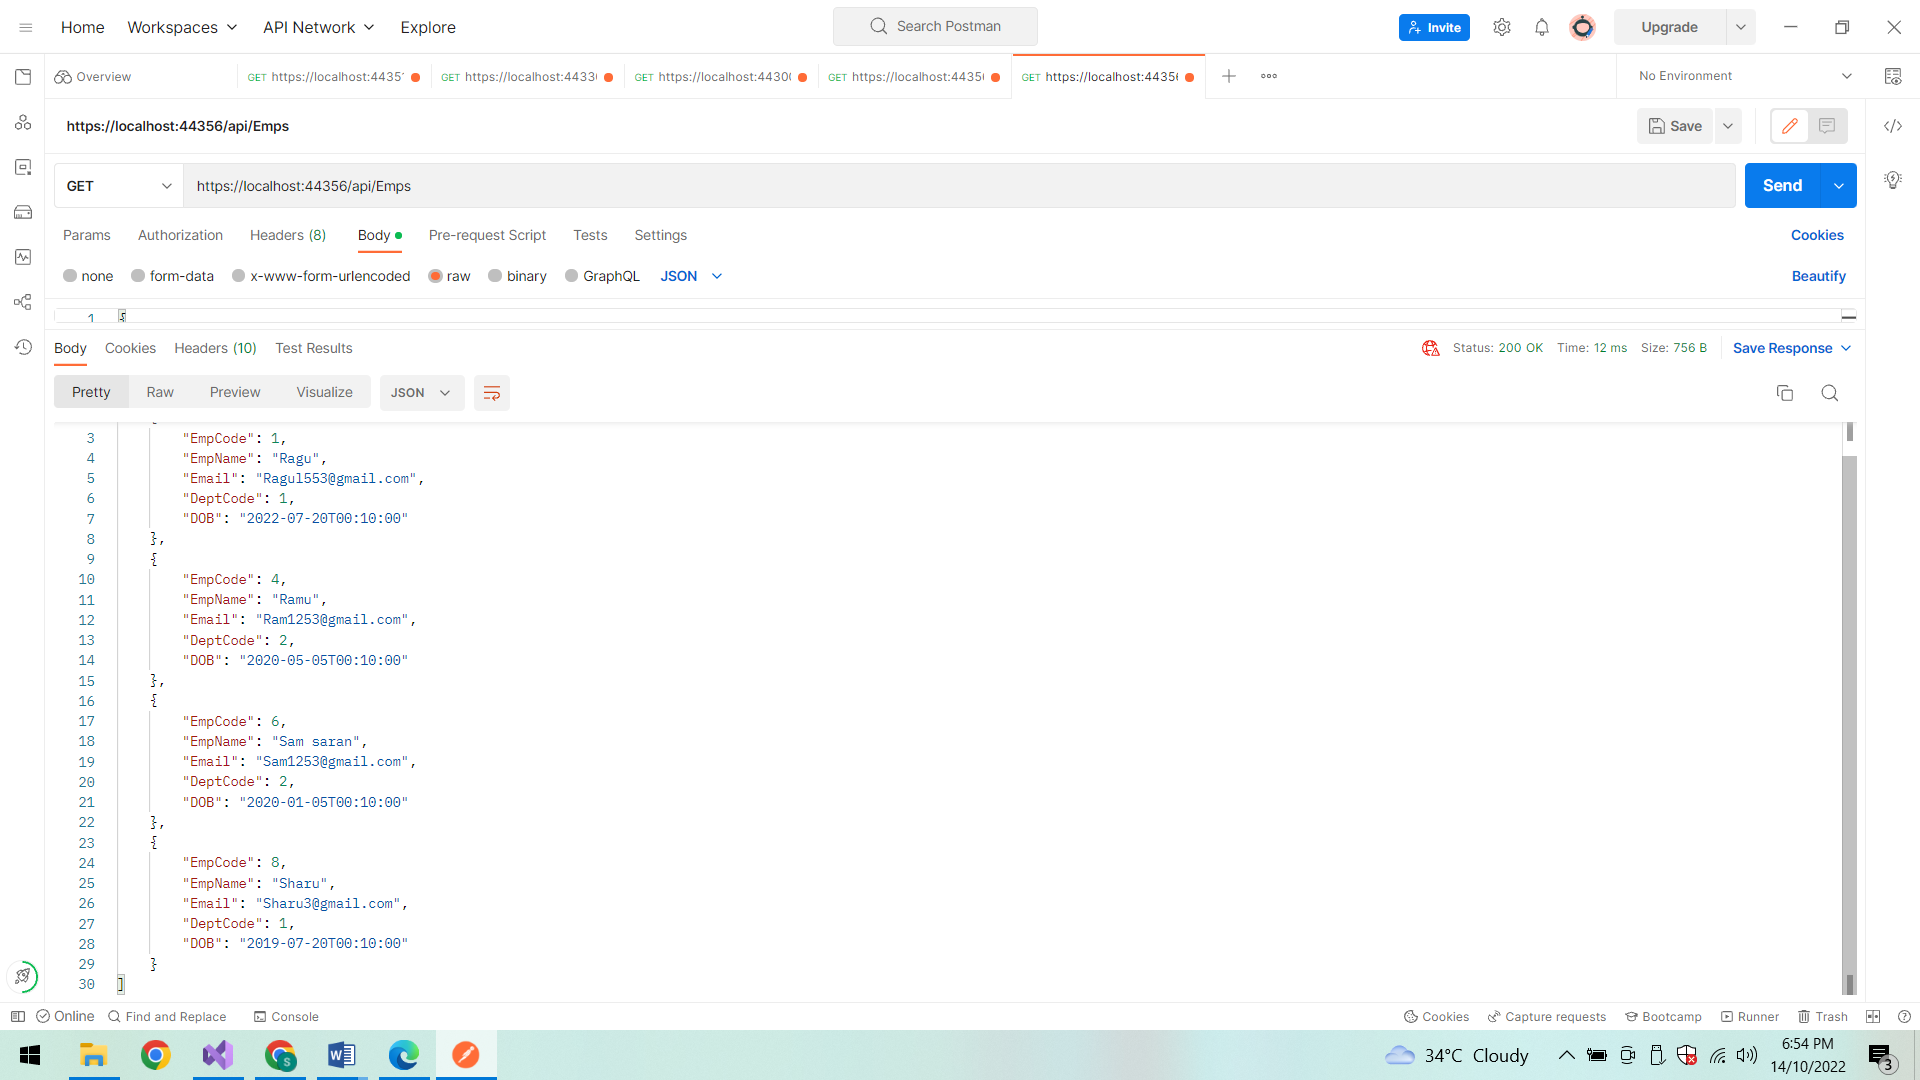 Home Workspaces API Network Explore Search Postman Invite Upgrade
Overview GET https://localhost:4435 GET https://localhost:4433 GET https://localhost:4430 GET https://localhost:4435 GET https://localhost:4435 No Environment
https://localhost:44356/api/Emps Save
GET https://localhost:44356/api/Emps Send
Params Authorization Headers (8) Body Pre-request Script Tests Settings Cookies
none form-data x-www-form-urlencoded raw binary GraphQL JSON Beautify
1 {
Body Cookies Headers (10) Test Results Status: 200 OK Time: 12 ms Size: 756 B Save Response
Pretty Raw Preview Visualize JSON
3 "EmpCode": 1,
4 "EmpName": "Ragu",
5 "Email": "Ragul553@gmail.com",
6 "DeptCode": 1,
7 "DOB": "2022-07-20T00:10:00"
8 },
9 {
10 "EmpCode": 4,
11 "EmpName": "Ramu",
12 "Email": "Ram1253@gmail.com",
13 "DeptCode": 2,
14 "DOB": "2020-05-05T00:10:00"
15 },
16 {
17 "EmpCode": 6,
18 "EmpName": "Sam saran",
19 "Email": "Sam1253@gmail.com",
20 "DeptCode": 2,
21 "DOB": "2020-01-05T00:10:00"
22 },
23 {
24 "EmpCode": 8,
25 "EmpName": "Sharu",
26 "Email": "Sharu3@gmail.com",
27 "DeptCode": 1,
28 "DOB": "2019-07-20T00:10:00"
29 }
30 ]
Online Find and Replace Console Cookies Capture requests Bootcamp Runner Trash
34°C Cloudy 6:54 PM
14/10/2022 3